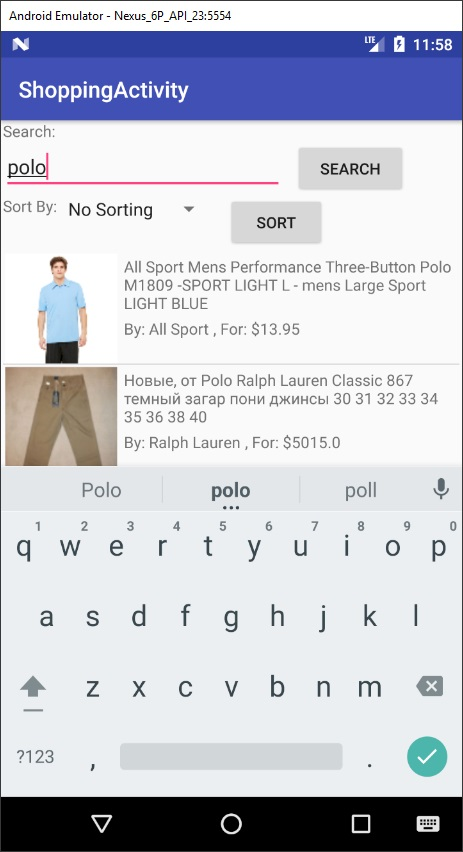 Android Emulator - Nexus_6P_API_23:5554
LTE 11:58
ShoppingActivity
Search:
polo SEARCH
Sort By: No Sorting SORT
All Sport Mens Performance Three-Button Polo
M1809 -SPORT LIGHT L - mens Large Sport
LIGHT BLUE
By: All Sport , For: $13.95
Новые, от Polo Ralph Lauren Classic 867
темный загар пони джинсы 30 31 32 33 34
35 36 38 40
By: Ralph Lauren , For: $5015.0
Polo polo poll
1 2 3 4 5 6 7 8 9 0
q w e r t y u i o p
a s d f g h j k l
z x c v b n m
?123 , .